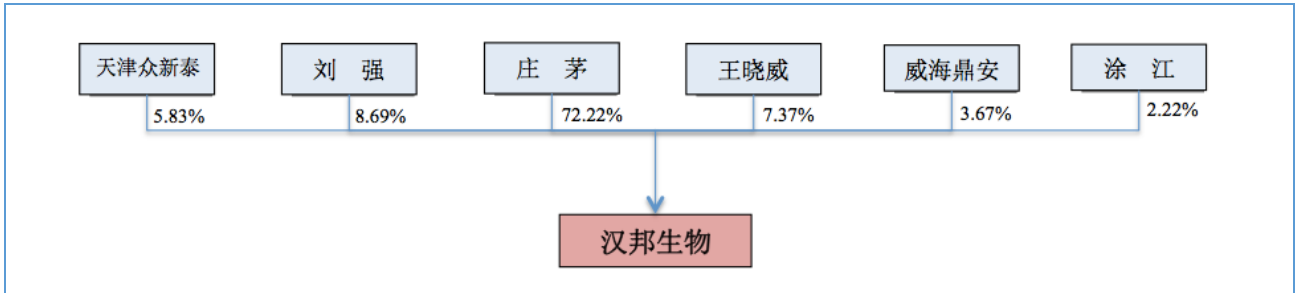 天津众新泰
刘 强
庄 茅
王晓威
威海鼎安
涂 江
5.83%
8.69%
72.22%
7.37%
3.67%
2.22%
汉邦生物